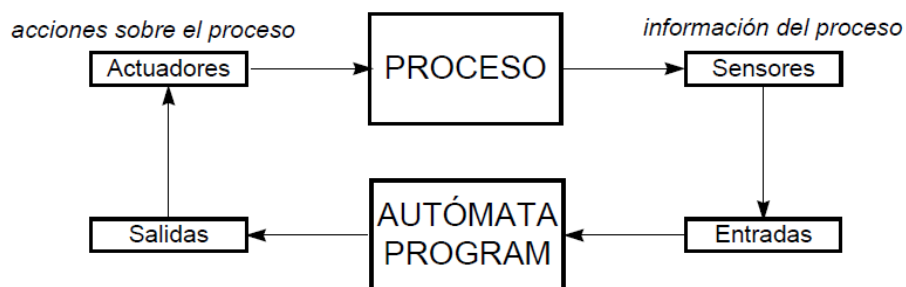 acciones sobre el proceso
información del proceso
Actuadores
PROCESO
Sensores
Salidas
AUTÓMATA
PROGRAM
Entradas